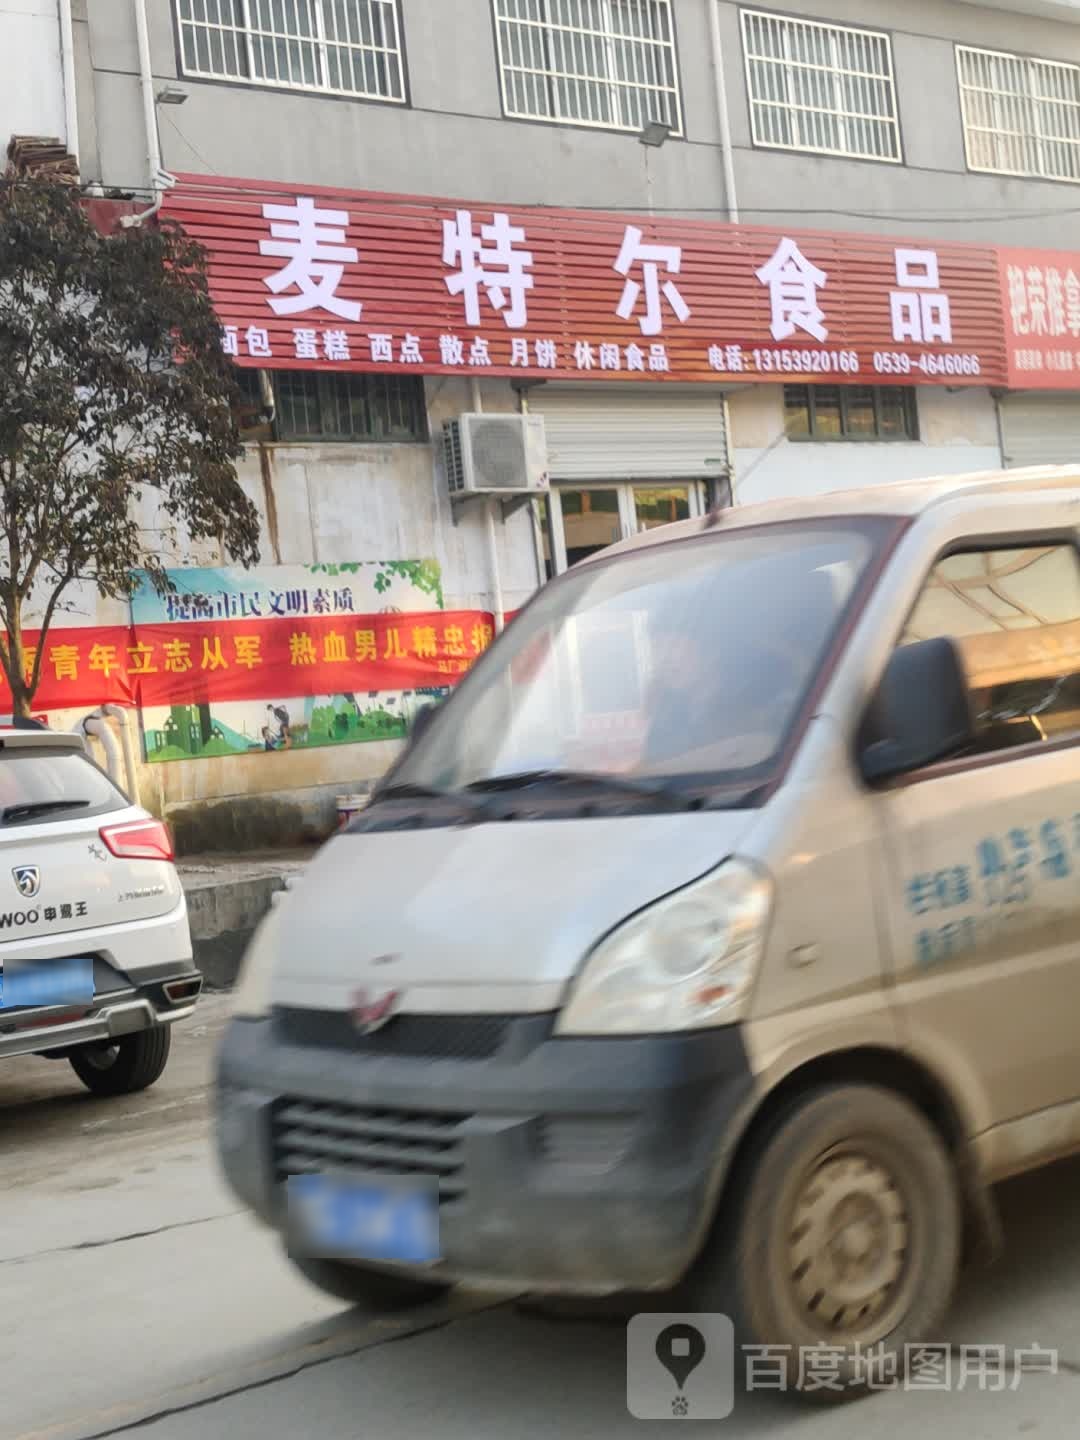 麦特尔食品
面包 蛋糕 西点 散点 月饼 休闲食品 电话:13153920166 0539-4646066
艳荣推拿
提高市民文明素质
青年立志从军 热血男儿精忠报
WOO 申瓷王
百度地图用户